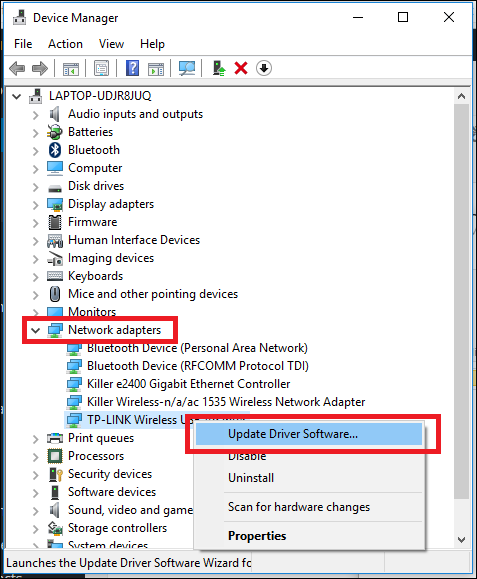 Device Manager
File Action View Help
LAPTOP-UDJR8JUQ
Audio inputs and outputs
Batteries
Bluetooth
Computer
Disk drives
Display adapters
Firmware
Human Interface Devices
Imaging devices
Keyboards
Mice and other pointing devices
Monitors
Network adapters
Bluetooth Device (Personal Area Network)
Bluetooth Device (RFCOMM Protocol TDI)
Killer e2400 Gigabit Ethernet Controller
Killer Wireless-n/a/ac 1535 Wireless Network Adapter
TP-LINK Wireless
Update Driver Software...
Print queues
Disable
Processors
Uninstall
Security devices
Software devices
Scan for hardware changes
Sound, video and game
Storage controllers
Properties
System devices
Launches the Update Driver Software Wizard fo